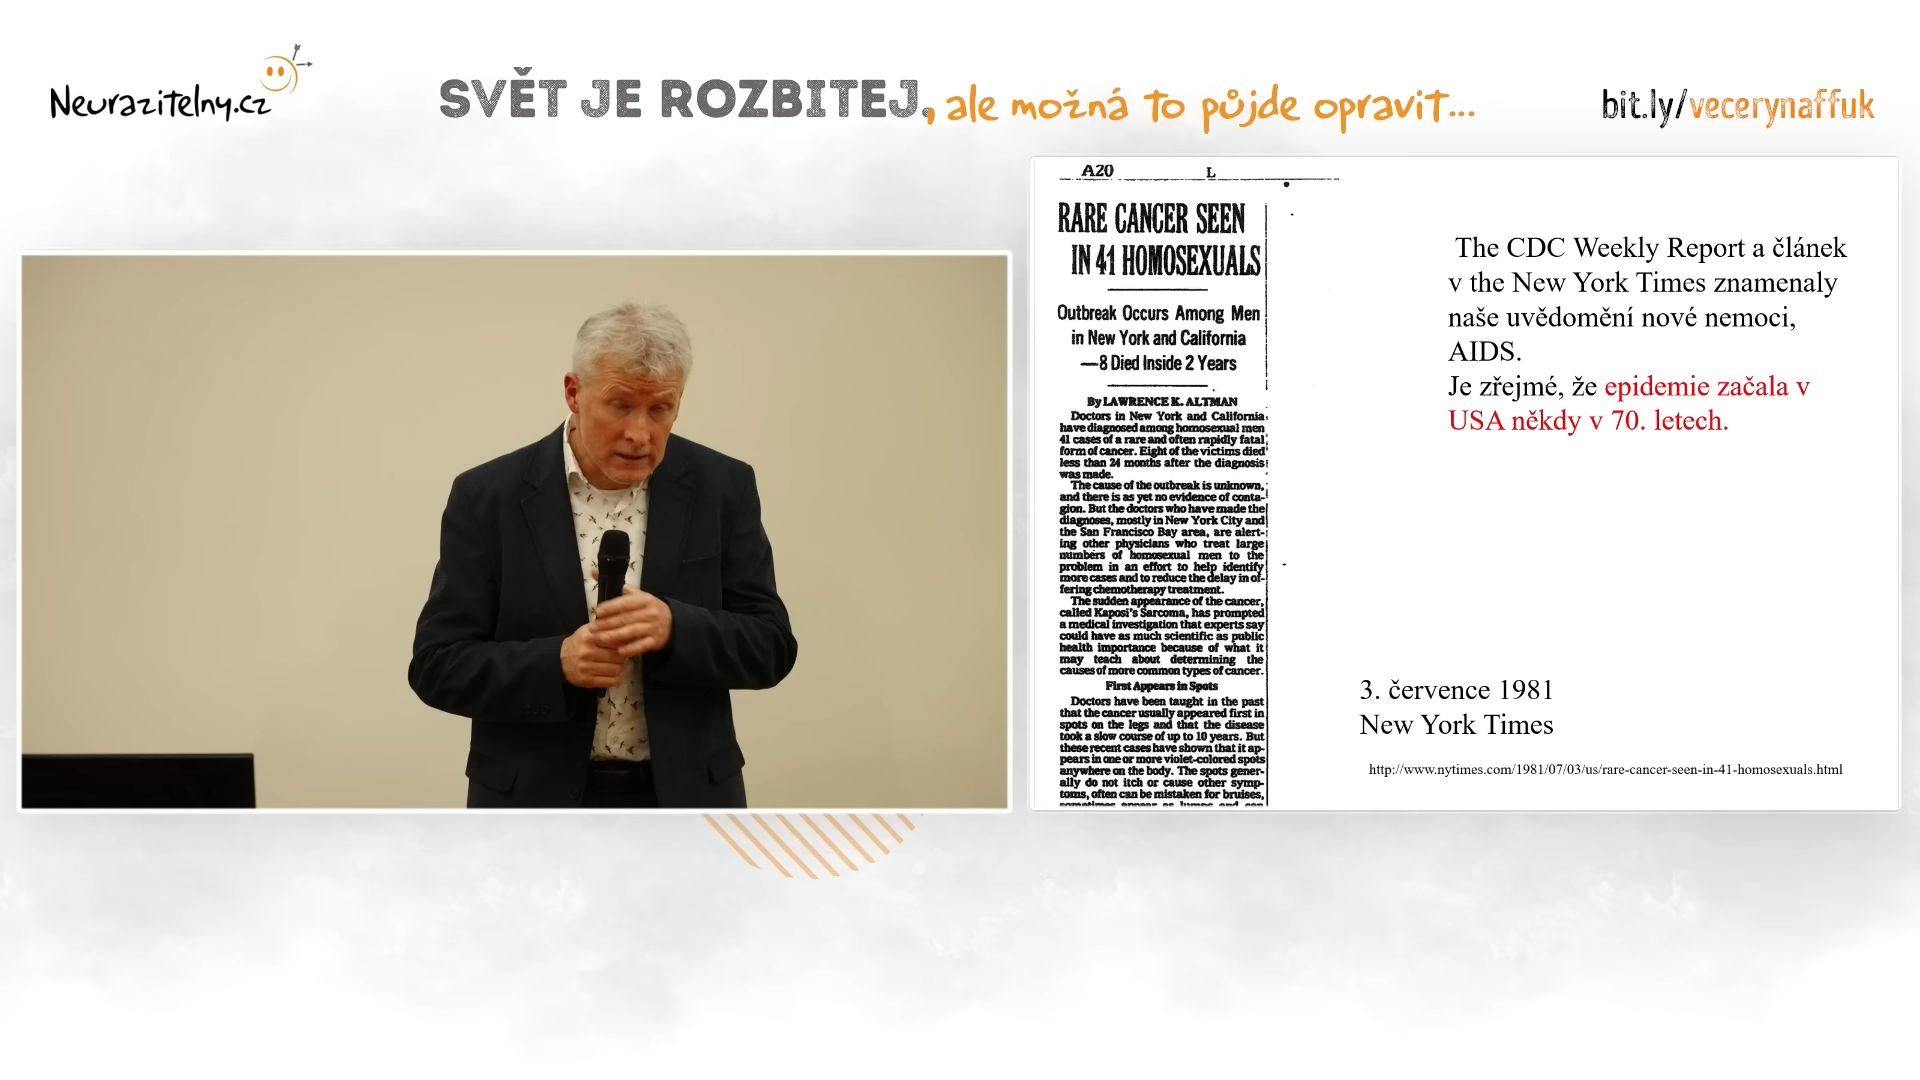 Neurazitelny.cz
SVĚT JE ROZBITEJ, ale možná to půjde opravit...
bit.ly/vecerynaffuk
A20 L
RARE CANCER SEEN
IN 41 HOMOSEXUALS
Outbreak Occurs Among Men
in New York and California
—8 Died Inside 2 Years
By LAWRENCE K. ALTMAN
Doctors in New York and California
have diagnosed among homosexual men
41 cases of a rare and often rapidly fatal
form of cancer. Eight of the victims died
less than 24 months after the diagnosis
was made.
The cause of the outbreak is unknown,
and there is as yet no evidence of conta-
gion. But the doctors who have made the
diagnoses, mostly in New York City and
the San Francisco Bay area, are alert-
ing other physicians who treat large
numbers of homosexual men to the
problem in an effort to help identify
more cases and to reduce the delay in of-
fering chemotherapy treatment.
The sudden appearance of the cancer,
called Kaposi's Sarcoma, has prompted
a medical investigation that experts say
could have as much scientific as public
health importance because of what it
may teach about determining the
causes of more common types of cancer.
First Appears in Spots
Doctors have been taught in the past
that the cancer usually appeared first in
spots on the legs and that the disease
took a slow course of up to 10 years. But
these recent cases have shown that it ap-
pears in one or more violet-colored spots
anywhere on the body. The spots gener-
ally do not itch or cause other symp-
toms, often can be mistaken for bruises,
sometimes appear as lumps and can
The CDC Weekly Report a článek
v the New York Times znamenaly
naše uvědomění nové nemoci,
AIDS.
Je zřejmé, že epidemie začala v
USA někdy v 70. letech.
3. července 1981
New York Times
http://www.nytimes.com/1981/07/03/us/rare-cancer-seen-in-41-homosexuals.html